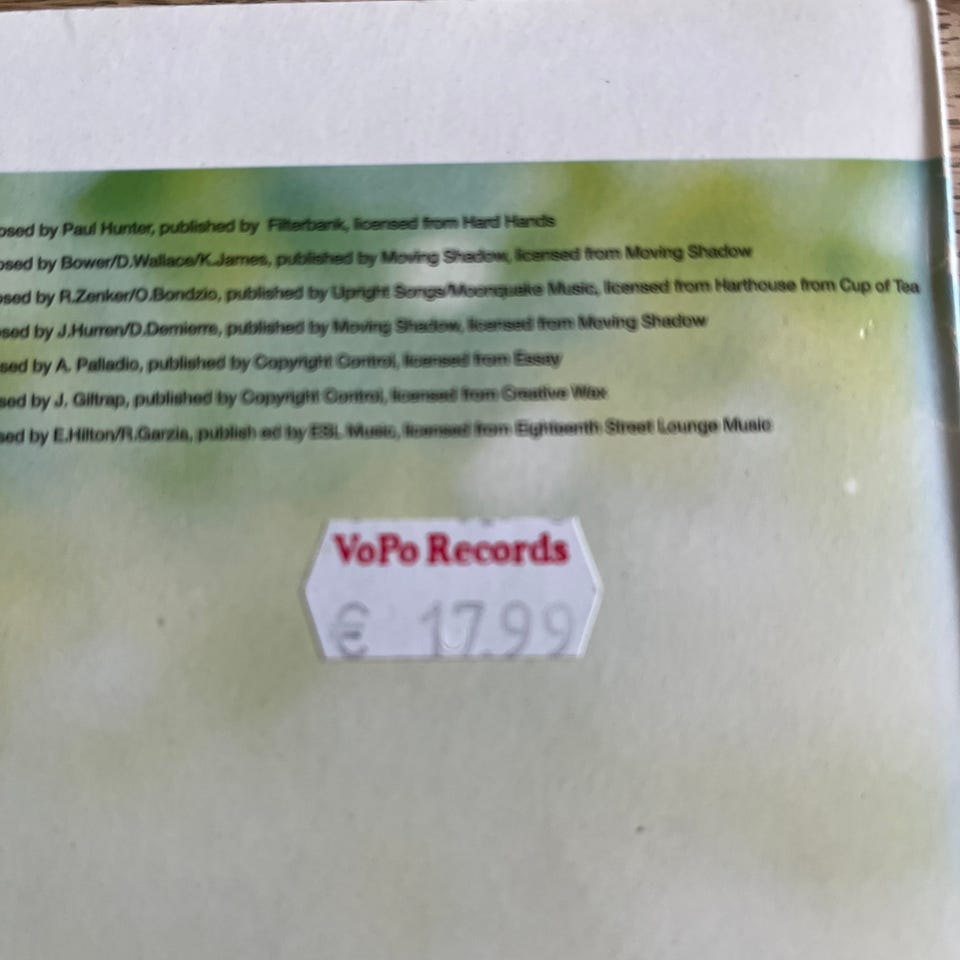 osed by Paul Hunter, published by Filterbank, licensed from Hard Hands
osed by Bower/D.Wallace/K.James, published by Moving Shadow, licensed from Moving Shadow
osed by R.Zenker/O.Bondzio, published by Upright Songs/Moonquake Music, licensed from Harthouse from Cup of Tea
osed by J.Hurren/D.Demierre, published by Moving Shadow, licensed from Moving Shadow
sed by A. Palladio, published by Copyright Control, licensed from Essay
sed by J. Giltrap, published by Copyright Control, licensed from Creative Wax
sed by E.Hilton/R.Garzia, publish ed by ESL Music, licensed from Eighteenth Street Lounge Music
VoPo Records
€ 17.99